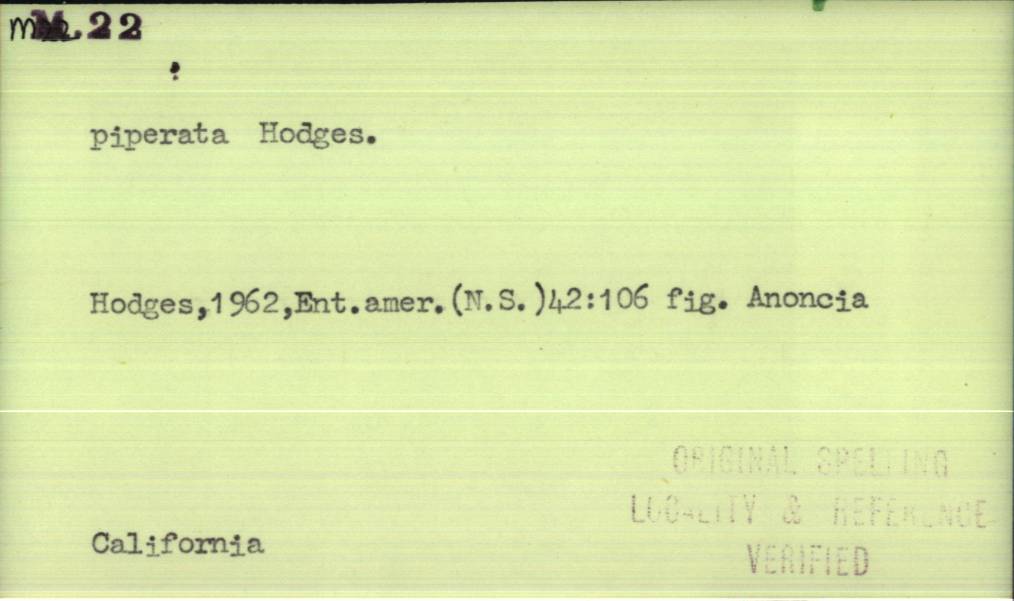 M.22
piperata Hodges.
Hodges,1962,Ent.amer.(N.S.)42:106 fig. Anoncia
California
ORIGINAL SPELLING
LOCALITY & REFERENCE
VERIFIED